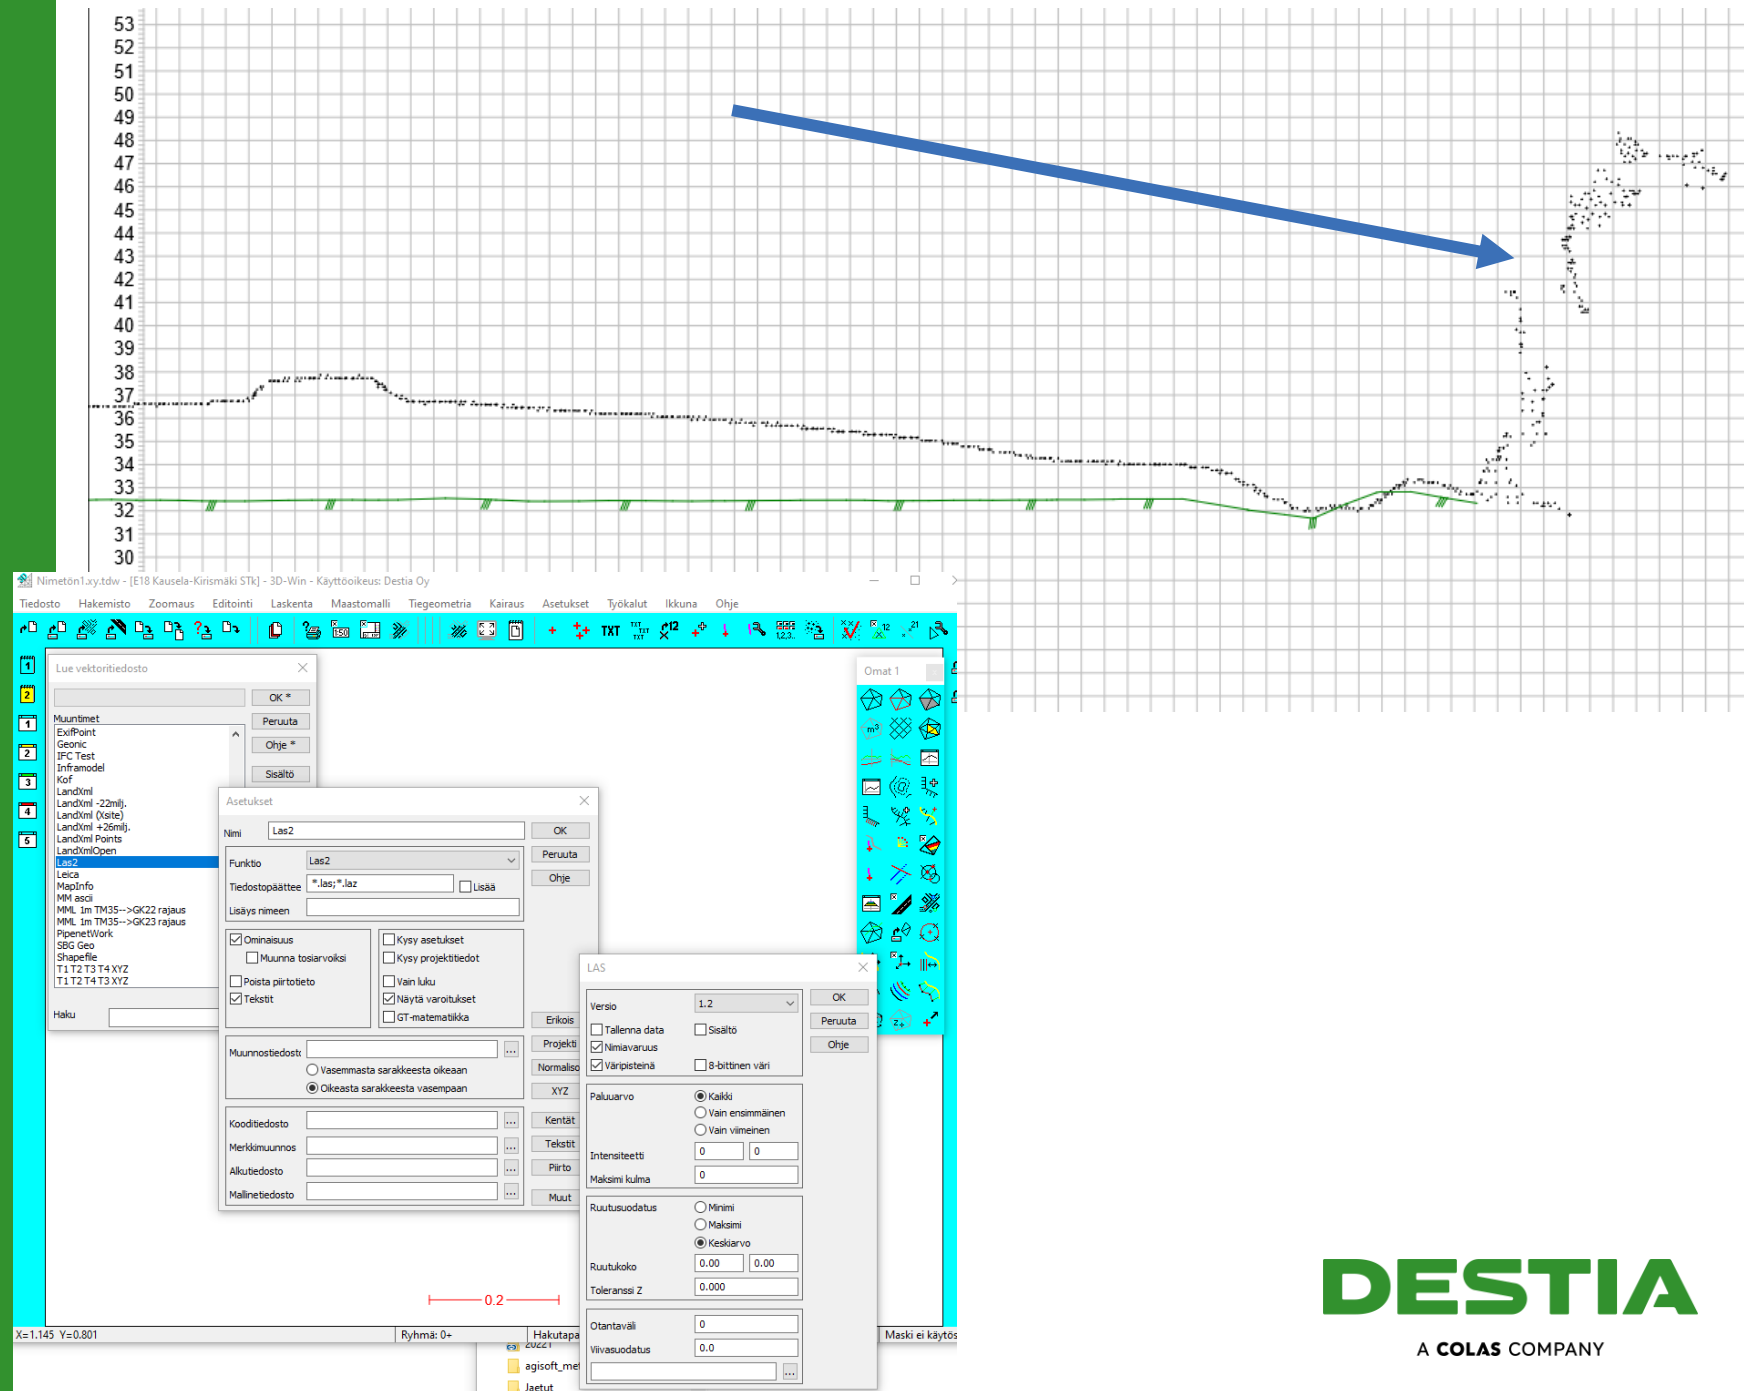 53
52
51
50
49
48
47
46
45
44
43
42
41
40
39
38
37
36
35
34
33
32
31
30
Nimetön1.xy.tdw - [E18 Kausela-Kirismäki STk] - 3D-Win - Käyttöoikeus: Destia Oy
Tiedosto Hakemisto Zoomaus Editointi Laskenta Maastomalli Tiegeometria Kairaus Asetukset Työkalut Ikkuna Ohje
Lue vektoritiedosto
OK *
Muuntimet
Peruuta
Ohje *
Sisältö
ExifPoint
Geonic
IFC Test
Inframodel
Kof
LandXml
LandXml -22milj.
LandXml (Xsite)
LandXml +26milj.
LandXml Points
LandXmlOpen
Las2
Leica
MapInfo
MM ascii
MML 1m TM35-->GK22 rajaus
MML 1m TM35-->GK23 rajaus
PipenetWork
SBG Geo
Shapefile
T1 T2 T3 T4 XYZ
T1 T2 T4 T3 XYZ
Haku
Asetukset
Nimi Las2 OK
Funktio Las2 Peruuta
Tiedostopäättee *.las;*.laz Lisää Ohje
Lisäys nimeen
Ominaisuus Kysy asetukset
Muunna tosiarvoiksi Kysy projektitiedot
Poista piirtotieto Vain luku
Tekstit Näytä varoitukset
GT-matematiikka Erikois
Muunnostiedosto ... Projekti
Vasemmasta sarakkeesta oikeaan Normaliso
Oikeasta sarakkeesta vasempaan XYZ
Kooditiedosto ... Kentät
Merkkimuunnos ... Tekstit
Alkutiedosto ... Piirto
Mallinetiedosto ... Muut
Omat 1
LAS
Versio 1.2 OK
Tallenna data Sisältö Peruuta
Nimiavaruus Ohje
Väripisteinä 8-bittinen väri
Paluuarvo Kaikki
Vain ensimmäinen
Vain viimeinen
Intensiteetti 0 0
Maksimi kulma 0
Ruutusuodatus Minimi
Maksimi
Keskiarvo
Ruutukoko 0.00 0.00
Toleranssi Z 0.000
Otantaväli 0
Viivasuodatus 0.0
...
0.2
X=1.145 Y=0.801 Ryhmä: 0+ Hakutapa Maski ei käytös
20221
agisoft_met
Jaetut
DESTIA
A COLAS COMPANY